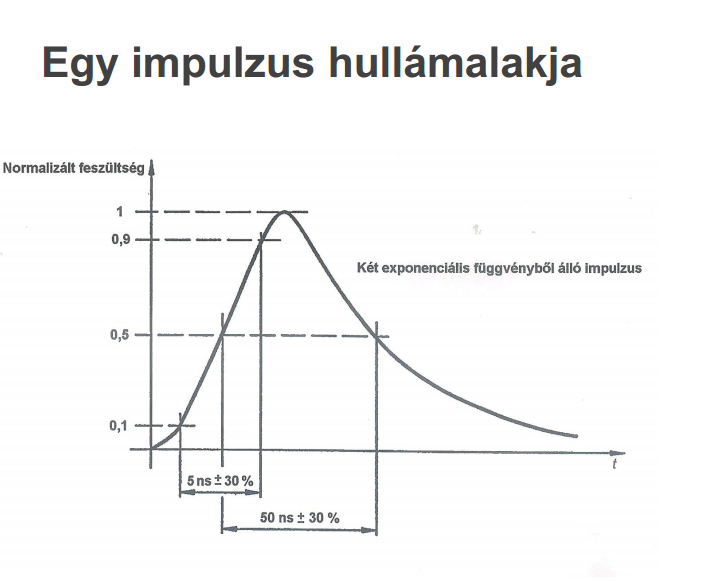 Egy impulzus hullámalakja
Normalizált feszültség
1
0,9
Két exponenciális függvényből álló impulzus
0,5
0,1
t
5 ns ± 30 %
50 ns ± 30 %